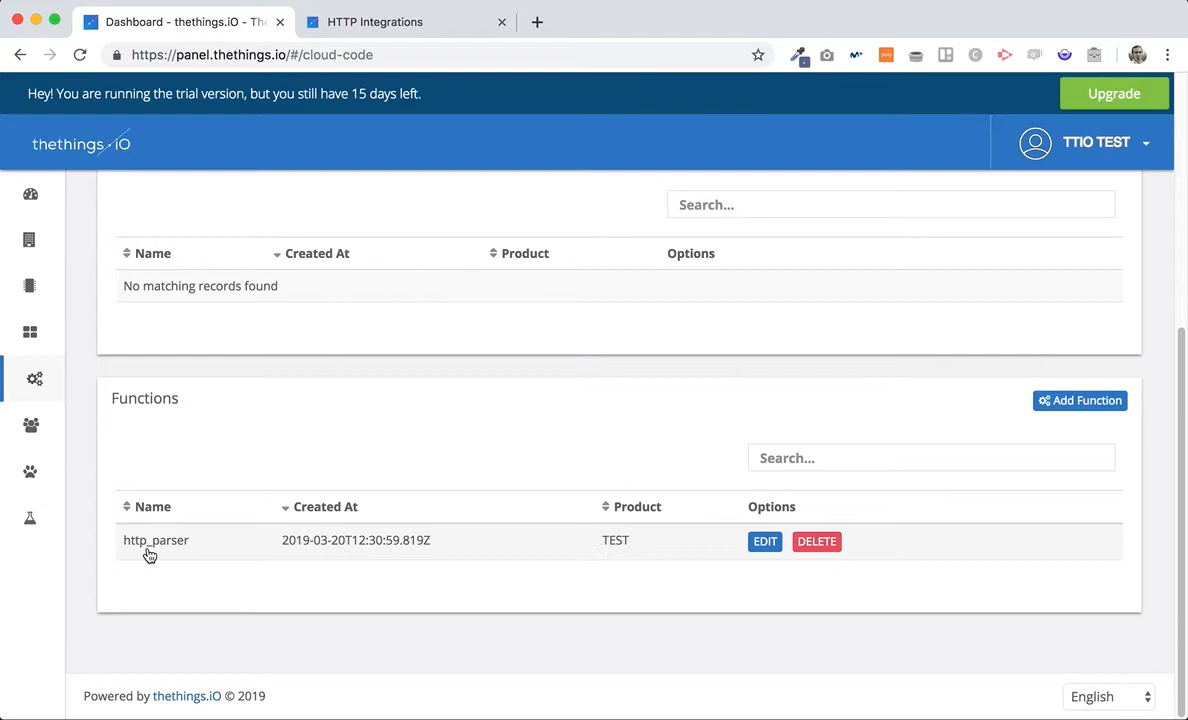 Dashboard - thethings.iO - Th
HTTP Integrations
https://panel.thethings.io/#/cloud-code
Hey! You are running the trial version, but you still have 15 days left.
Upgrade
thethings.iO
TTIO TEST
Search...
Name Created At Product Options
No matching records found
Functions
Add Function
Search...
Name Created At Product Options
http_parser 2019-03-20T12:30:59.819Z TEST EDIT DELETE
Powered by thethings.iO © 2019
English